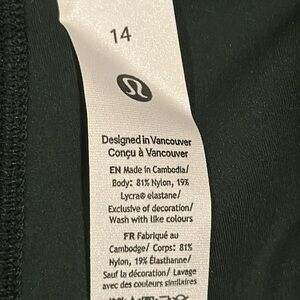 14
Designed in Vancouver
Conçu à Vancouver
EN Made in Cambodia/
Body: 81% Nylon, 19%
Lycra® elastane/
Exclusive of decoration/
Wash with like colours
FR Fabriqué au
Cambodge/ Corps: 81%
Nylon, 19% Élasthanne/
Sauf la décoration/ Lavage
avec des couleurs similaires